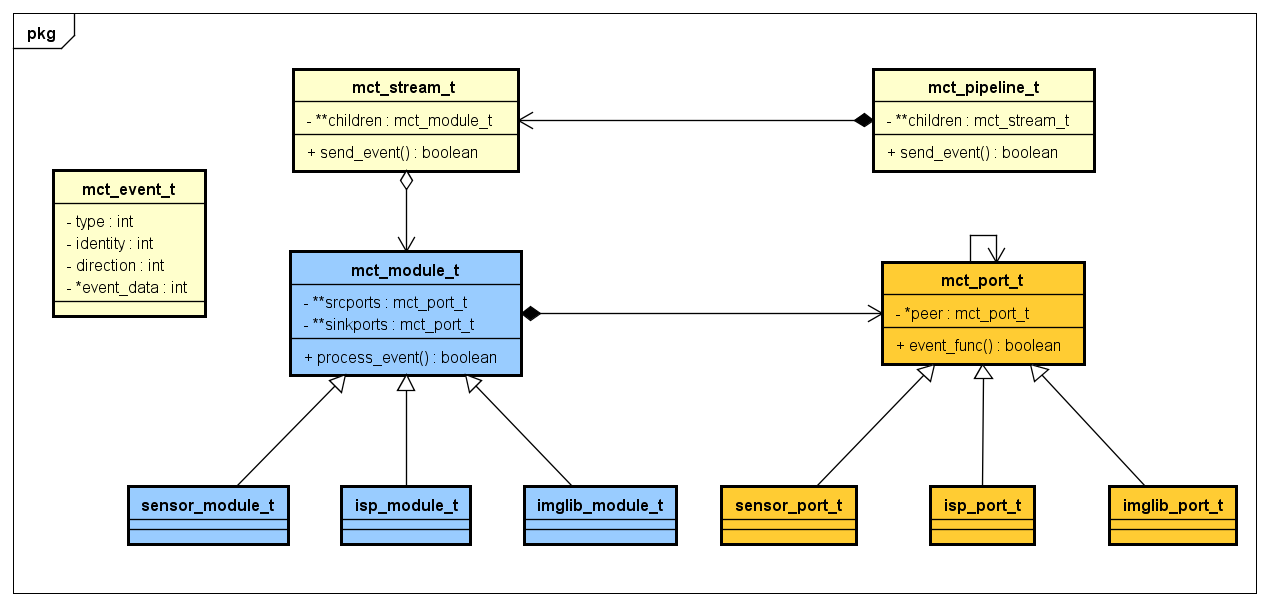 pkg
mct_stream_t
- **children : mct_module_t
+ send_event() : boolean
mct_pipeline_t
- **children : mct_stream_t
+ send_event() : boolean
mct_event_t
- type : int
- identity : int
- direction : int
- *event_data : int
mct_module_t
- **srcports : mct_port_t
- **sinkports : mct_port_t
+ process_event() : boolean
mct_port_t
- *peer : mct_port_t
+ event_func() : boolean
sensor_module_t
isp_module_t
imglib_module_t
sensor_port_t
isp_port_t
imglib_port_t